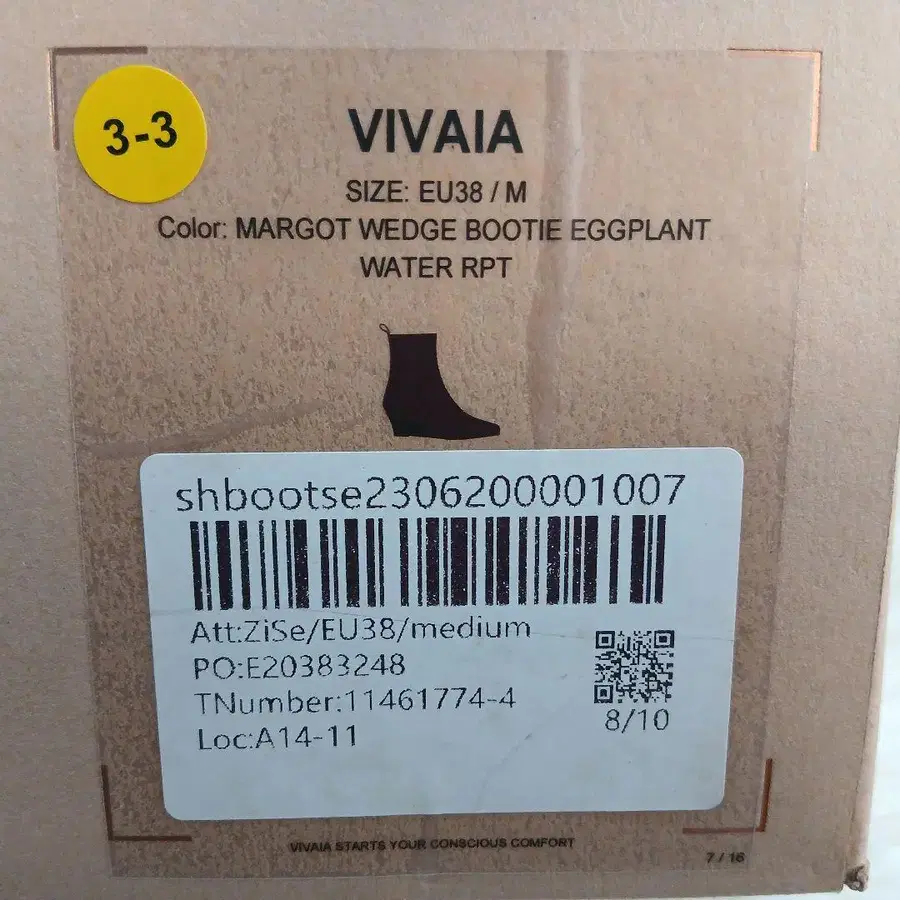 3-3
VIVAIA
SIZE: EU38 / M
Color: MARGOT WEDGE BOOTIE EGGPLANT
WATER RPT
shbootse2306200001007
Att:ZiSe/EU38/medium
PO:E20383248
TNumber:11461774-4
Loc:A14-11
8/10
VIVAIA STARTS YOUR CONSCIOUS COMFORT
7 / 16